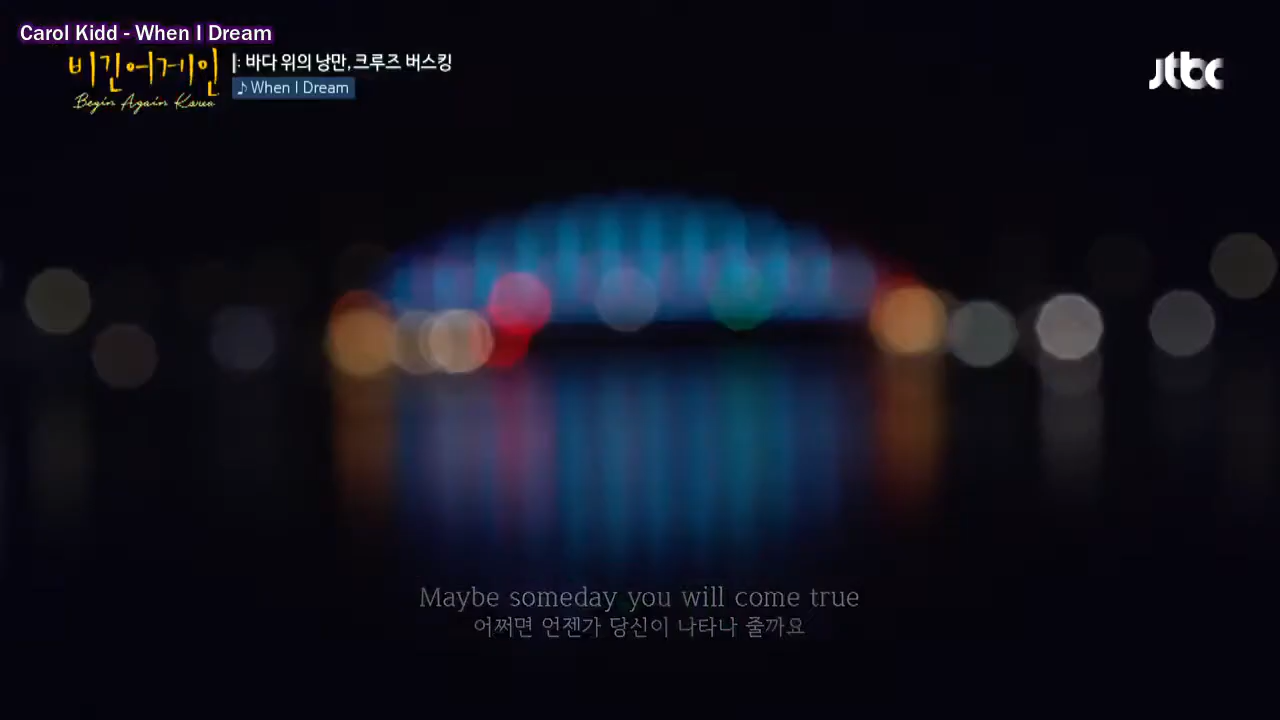 Carol Kidd - When I Dream
비긴어게인
Begin Again Korea
|: 바다 위의 낭만, 크루즈 버스킹
♪ When I Dream
jtbc
Maybe someday you will come true
어쩌면 언젠가 당신이 나타나 줄까요